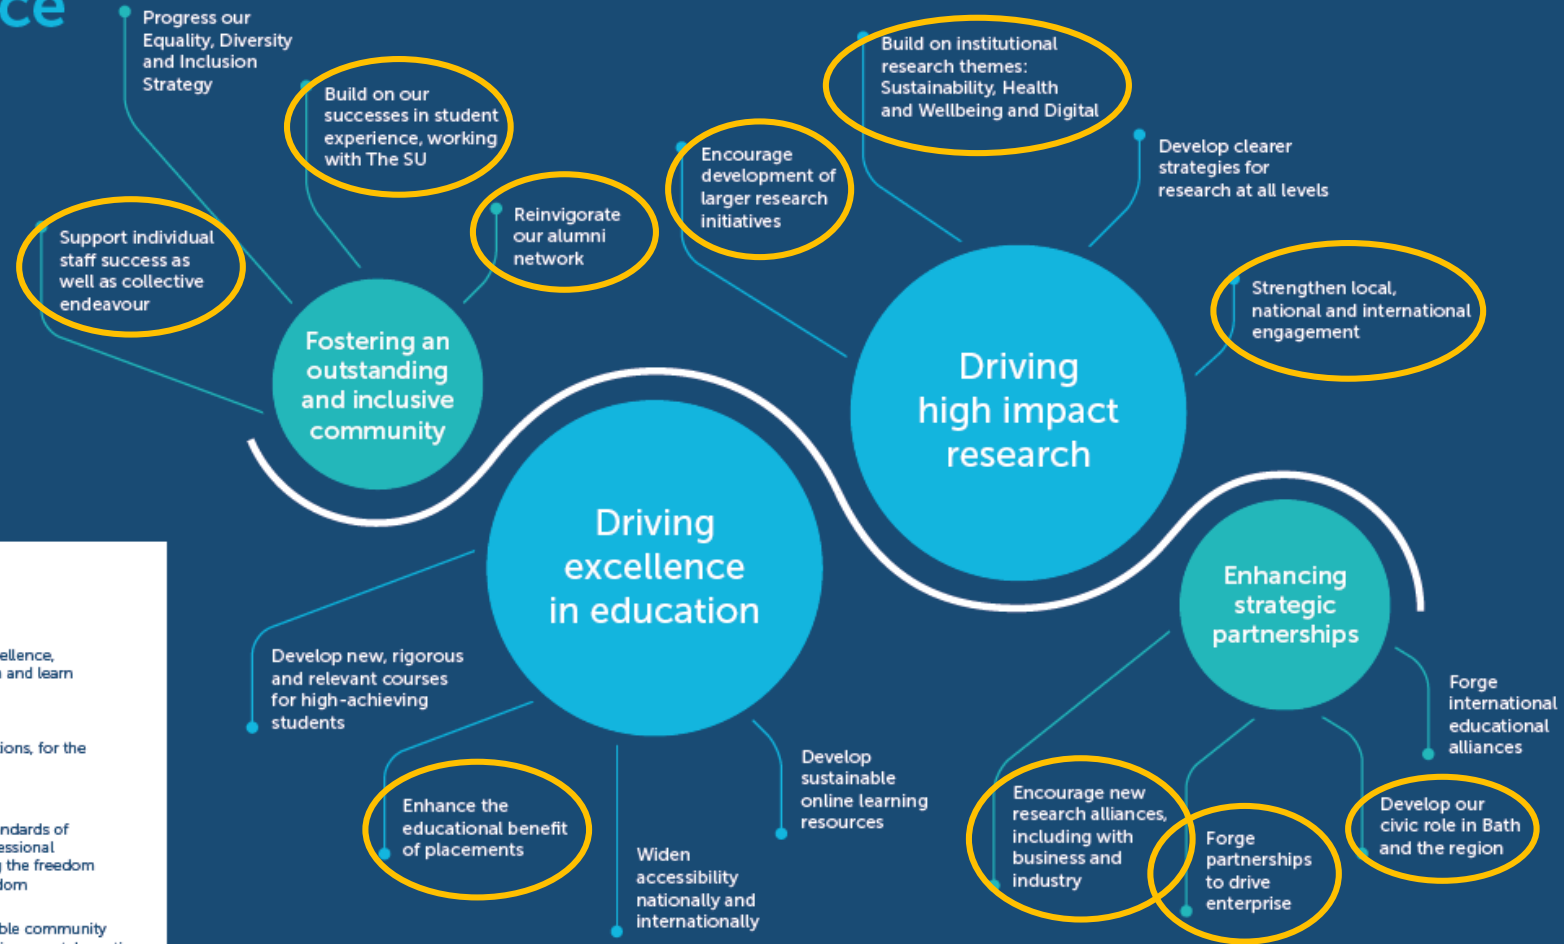 ce
Progress our
Equality, Diversity
and Inclusion
Strategy
Build on our
successes in student
experience, working
with The SU
Reinvigorate
our alumni
network
Support individual
staff success as
well as collective
endeavour
Fostering an
outstanding
and inclusive
community
Build on institutional
research themes:
Sustainability, Health
and Wellbeing and Digital
Encourage
development of
larger research
initiatives
Develop clearer
strategies for
research at all levels
Strengthen local,
national and international
engagement
Driving
high impact
research
Driving
excellence
in education
Develop new, rigorous
and relevant courses
for high-achieving
students
Enhance the
educational benefit
of placements
Widen
accessibility
nationally and
internationally
Develop
sustainable
online learning
resources
Enhancing
strategic
partnerships
Encourage new
research alliances,
including with
business and
industry
Forge
partnerships
to drive
enterprise
Develop our
civic role in Bath
and the region
Forge
international
educational
alliances
ellence,
and learn
ions, for the
ndards of
essional
the freedom
dom
ble community